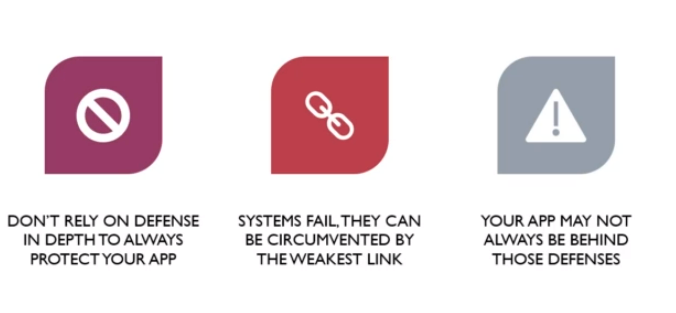 DON'T RELY ON DEFENSE
IN DEPTH TO ALWAYS
PROTECT YOUR APP
SYSTEMS FAIL, THEY CAN
BE CIRCUMVENTED BY
THE WEAKEST LINK
YOUR APP MAY NOT
ALWAYS BE BEHIND
THOSE DEFENSES